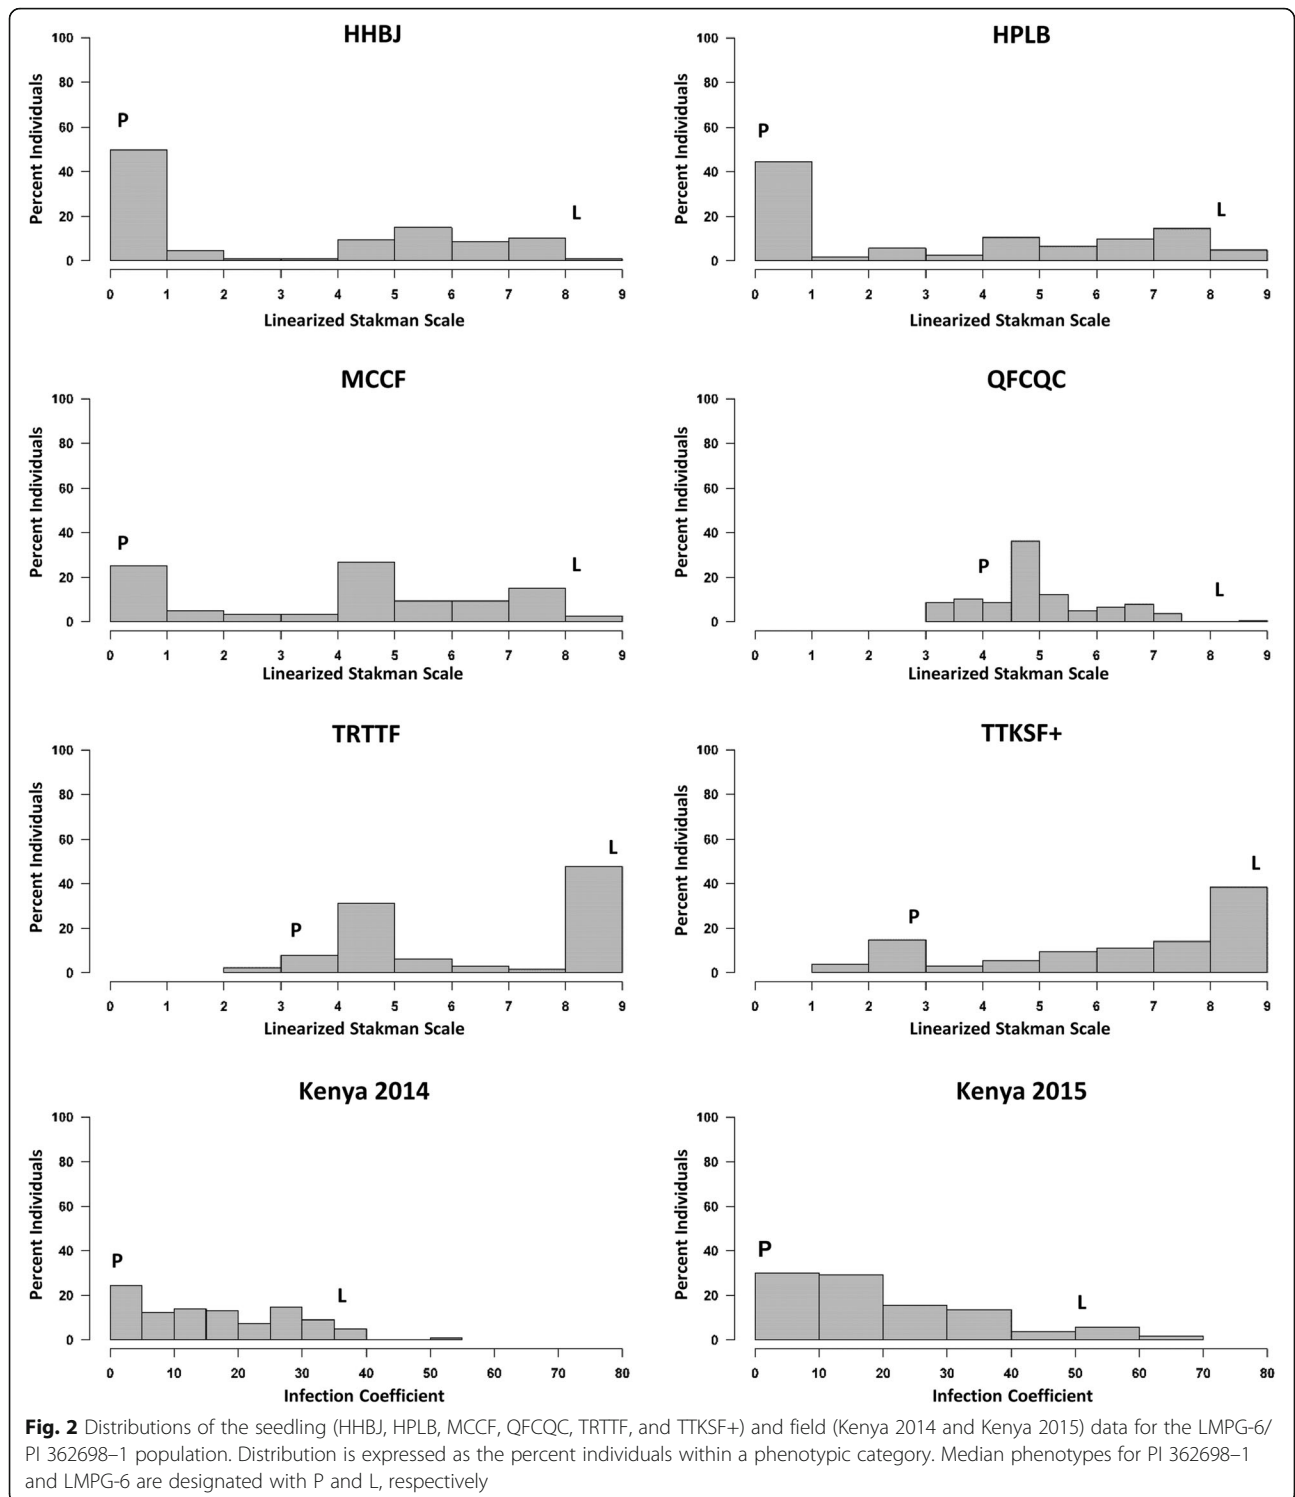 HHBJ
100
80
60
40
20
0
Percent Individuals
P
L
0 1 2 3 4 5 6 7 8 9
Linearized Stakman Scale
HPLB
100
80
60
40
20
0
Percent Individuals
P
L
0 1 2 3 4 5 6 7 8 9
Linearized Stakman Scale
MCCF
100
80
60
40
20
0
Percent Individuals
P
L
0 1 2 3 4 5 6 7 8 9
Linearized Stakman Scale
QFCQC
100
80
60
40
20
0
Percent Individuals
P
L
0 1 2 3 4 5 6 7 8 9
Linearized Stakman Scale
TRTTF
100
80
60
40
20
0
Percent Individuals
P
L
0 1 2 3 4 5 6 7 8 9
Linearized Stakman Scale
TTKSF+
100
80
60
40
20
0
Percent Individuals
P
L
0 1 2 3 4 5 6 7 8 9
Linearized Stakman Scale
Kenya 2014
100
80
60
40
20
0
Percent Individuals
P
L
0 10 20 30 40 50 60 70 80
Infection Coefficient
Kenya 2015
100
80
60
40
20
0
Percent Individuals
P
L
0 10 20 30 40 50 60 70 80
Infection Coefficient
Fig. 2 Distributions of the seedling (HHBJ, HPLB, MCCF, QFCQC, TRTTF, and TTKSF+) and field (Kenya 2014 and Kenya 2015) data for the LMPG-6/
PI 362698–1 population. Distribution is expressed as the percent individuals within a phenotypic category. Median phenotypes for PI 362698–1
and LMPG-6 are designated with P and L, respectively